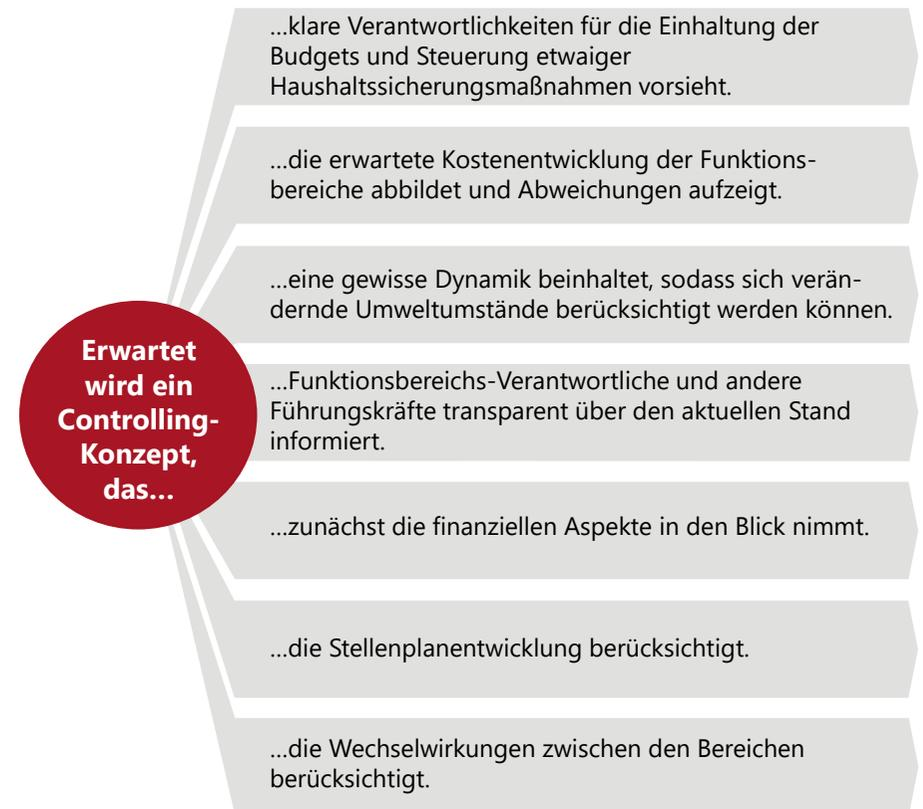 ...klare Verantwortlichkeiten für die Einhaltung der
Budgets und Steuerung etwaiger
Haushaltssicherungsmaßnahmen vorsieht.
...die erwartete Kostenentwicklung der Funktions-
bereiche abbildet und Abweichungen aufzeigt.
...eine gewisse Dynamik beinhaltet, sodass sich verän-
dernde Umweltumstände berücksichtigt werden können.
Erwartet
wird ein
Controlling-
Konzept,
das...
...Funktionsbereichs-Verantwortliche und andere
Führungskräfte transparent über den aktuellen Stand
informiert.
...zunächst die finanziellen Aspekte in den Blick nimmt.
...die Stellenplanentwicklung berücksichtigt.
...die Wechselwirkungen zwischen den Bereichen
berücksichtigt.